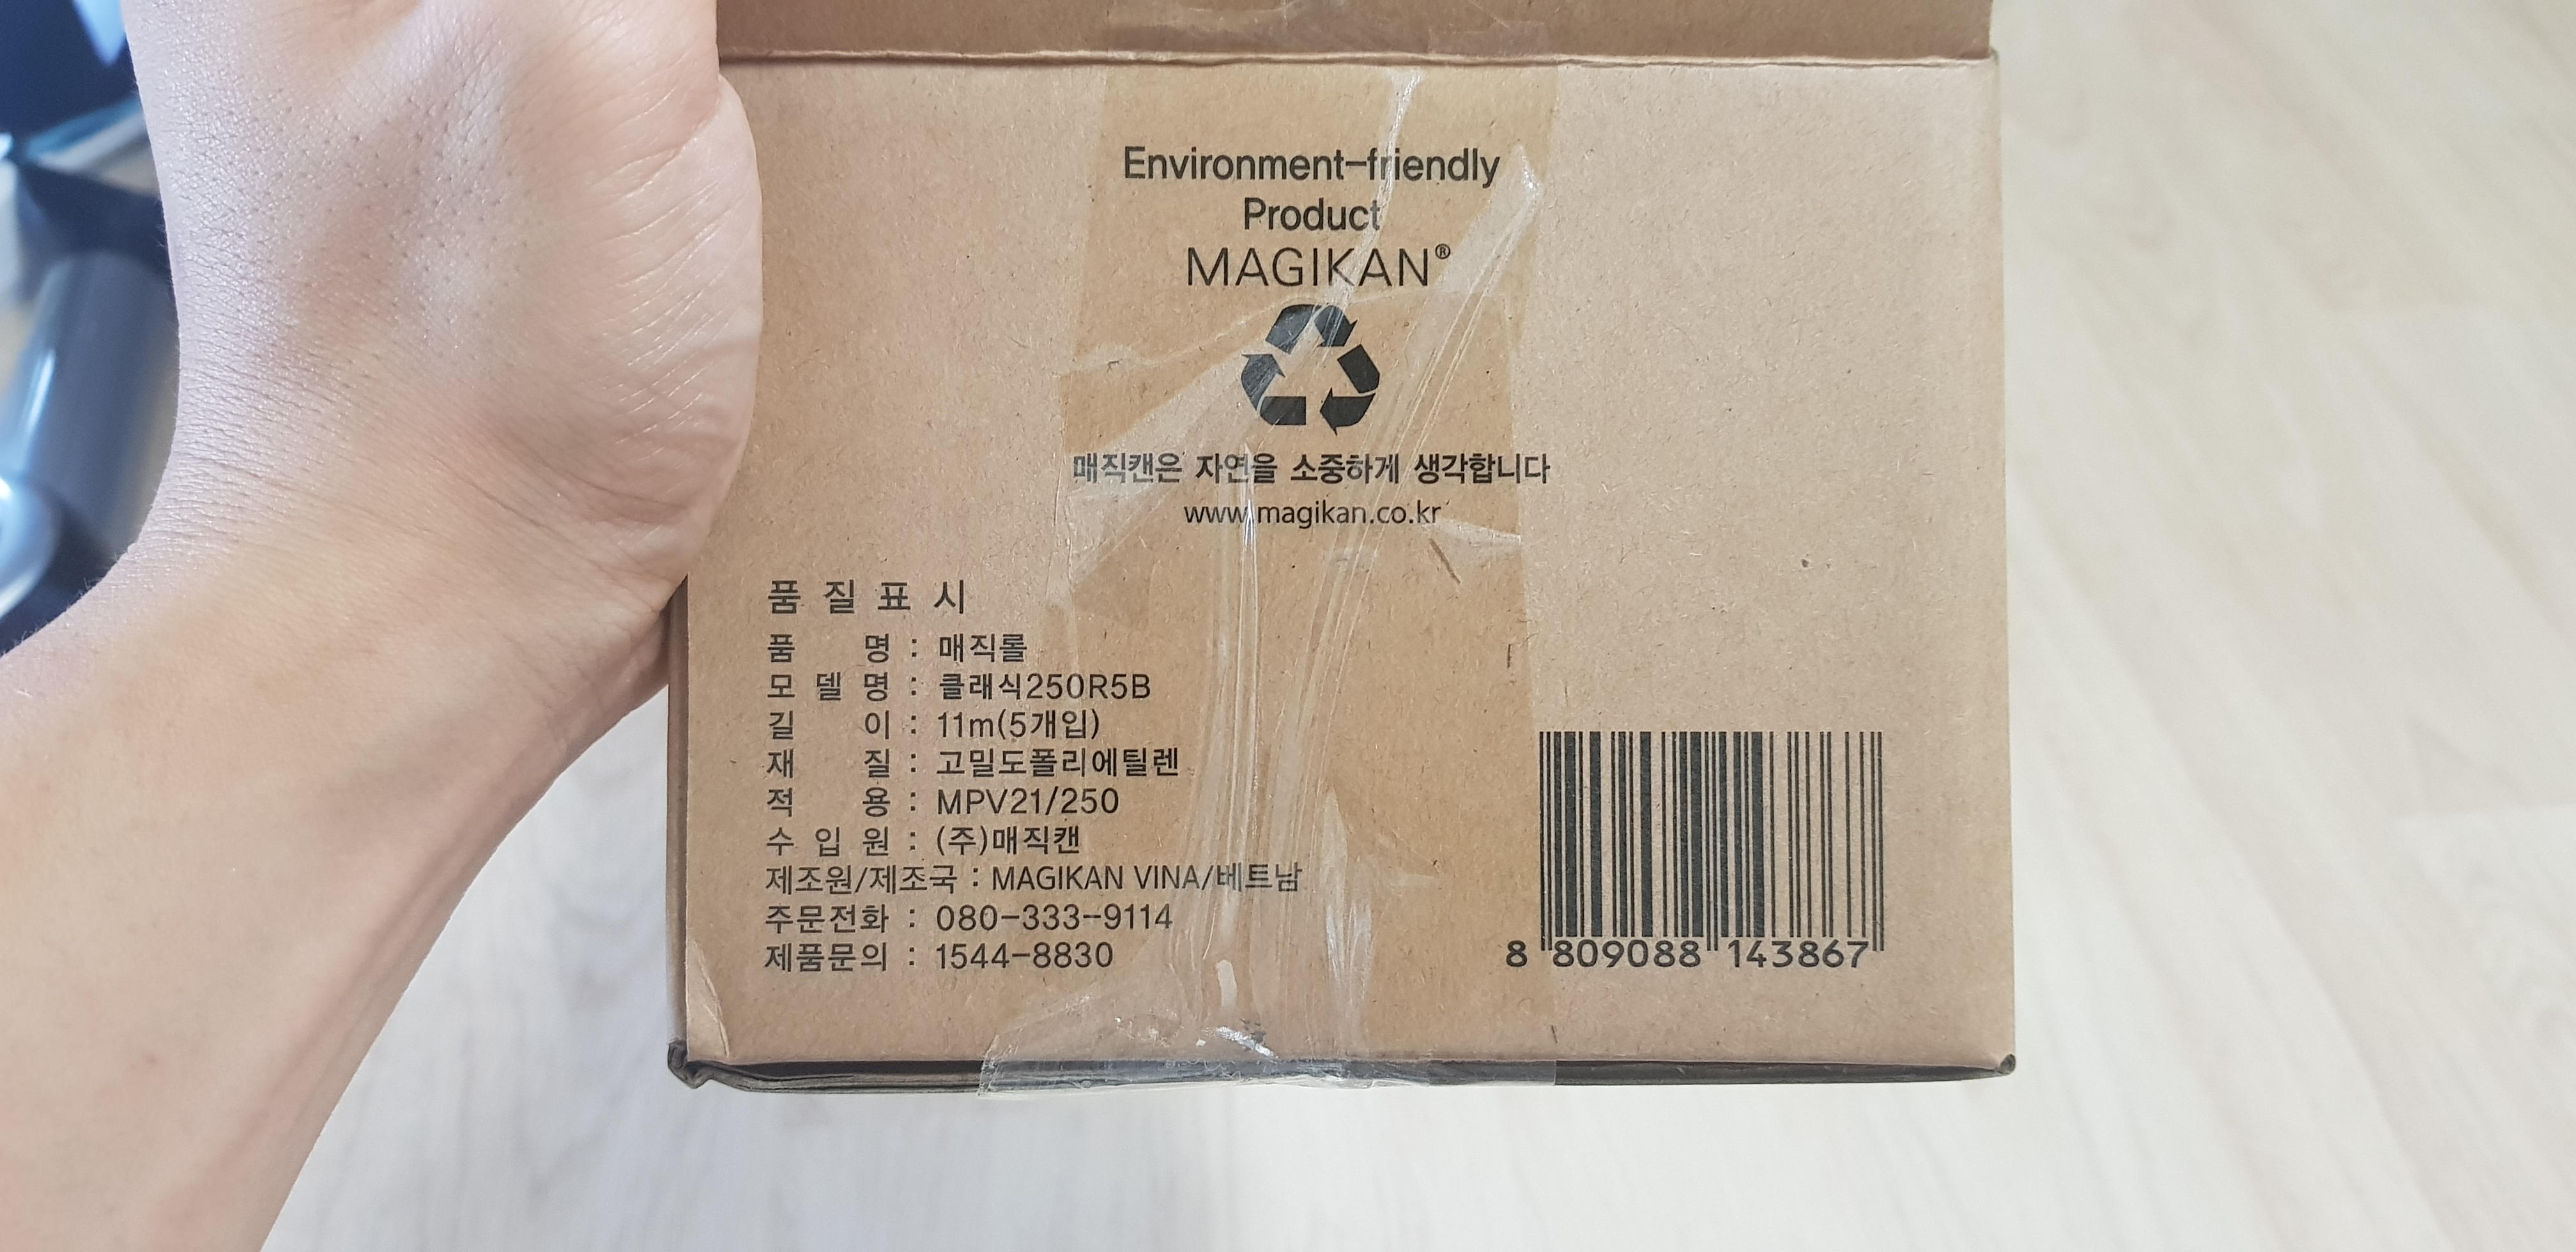 Environment-friendly
Product
MAGIKAN®
매직캔은 자연을 소중하게 생각합니다
www.magikan.co.kr
품 질 표 시
품 명 : 매직롤
모 델 명 : 클래식250R5B
길 이 : 11m(5개입)
재 질 : 고밀도폴리에틸렌
적 용 : MPV21/250
수 입 원 : (주)매직캔
제조원/제조국 : MAGIKAN VINA/베트남
주문전화 : 080-333-9114
제품문의 : 1544-8830
8 809088 143867